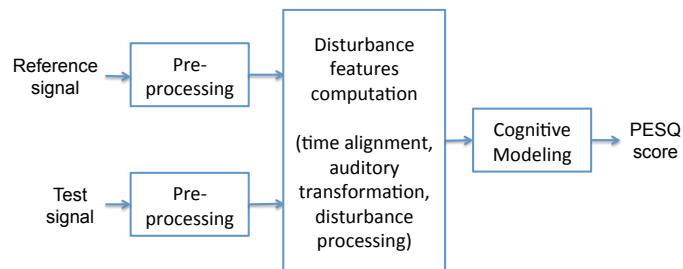 Reference
signal
Pre-
processing
Test
signal
Pre-
processing
Disturbance
features
computation
(time alignment,
auditory
transformation,
disturbance
processing)
Cognitive
Modeling
PESQ
score